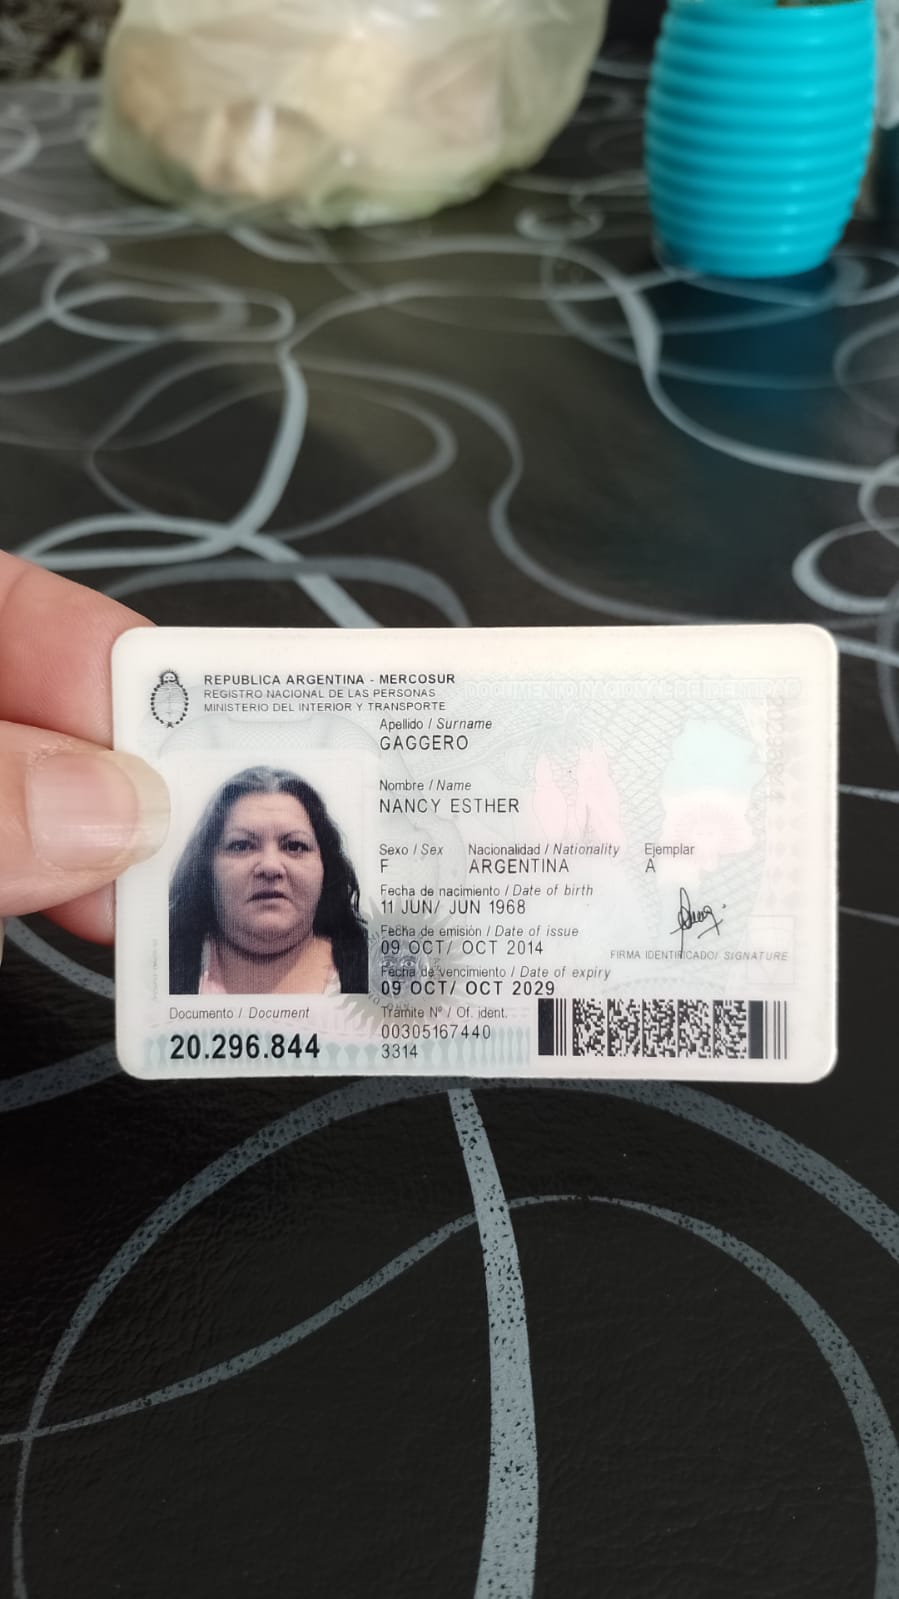 REPUBLICA ARGENTINA - MERCOSUR
REGISTRO NACIONAL DE LAS PERSONAS
MINISTERIO DEL INTERIOR Y TRANSPORTE
DOCUMENTO NACIONAL DE IDENTIDAD
Apellido / Surname
GAGGERO
Nombre / Name
NANCY ESTHER
Sexo / Sex Nacionalidad / Nationality Ejemplar
F ARGENTINA A
Fecha de nacimiento / Date of birth
11 JUN/ JUN 1968
Fecha de emisión / Date of issue
09 OCT/ OCT 2014
FIRMA IDENTIFICADO/ SIGNATURE
Fecha de vencimiento / Date of expiry
09 OCT/ OCT 2029
Documento / Document
20.296.844
Trámite Nº / Of. ident.
00305167440
3314